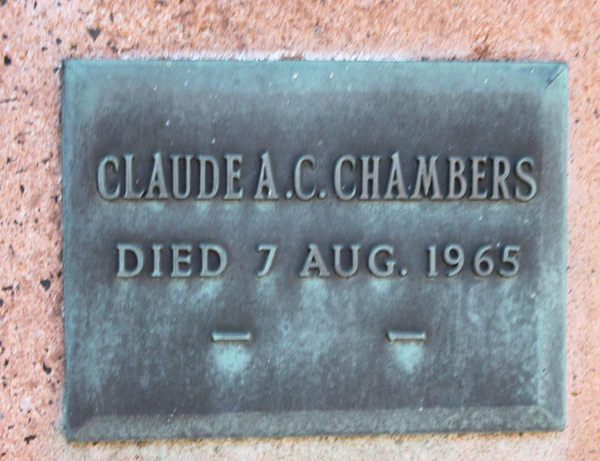 CLAUDE A.C. CHAMBERS
DIED 7 AUG. 1965
— —